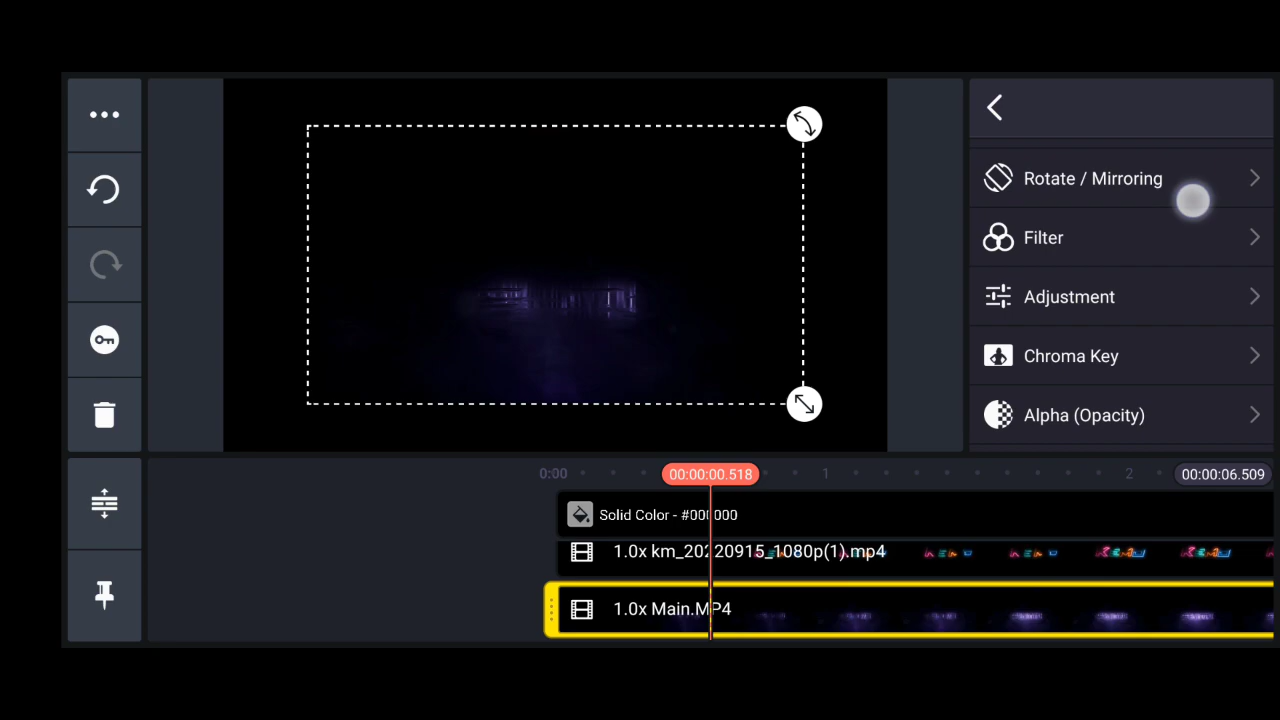 Rotate / Mirroring
Filter
Adjustment
Chroma Key
Alpha (Opacity)
0:00
00:00:00.518
1
2
00:00:06.509
Solid Color - #000000
1.0x km_20220915_1080p(1).mp4
1.0x Main.MP4